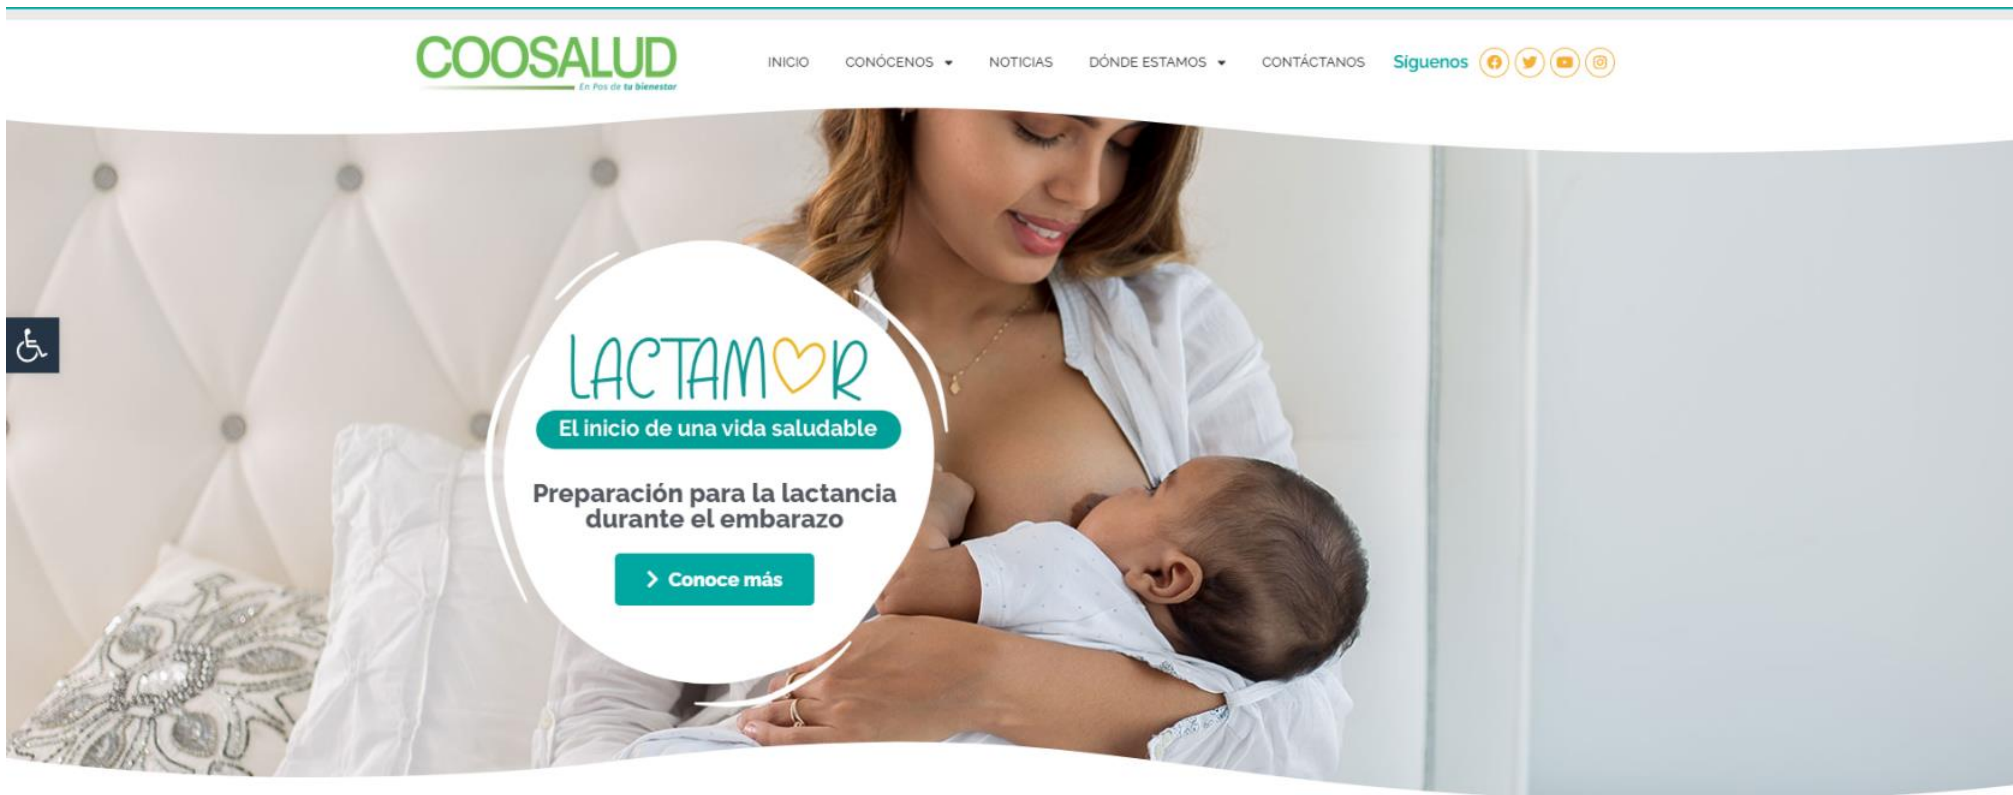 COOSALUD
En Pos de tu bienestar
INICIO
CONÓCENOS
NOTICIAS
DÓNDE ESTAMOS
CONTÁCTANOS
Síguenos
LACTAMOR
El inicio de una vida saludable
Preparación para la lactancia
durante el embarazo
Conoce más